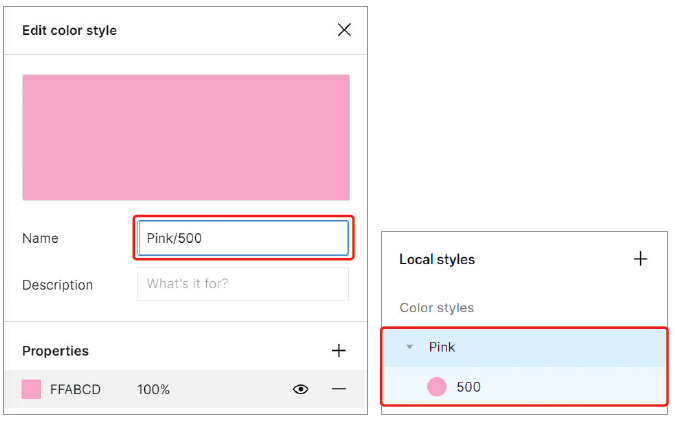 Edit color style
Name
Pink/500
Description
What's it for?
Properties
FFABCD 100%
Local styles
Color styles
Pink
500